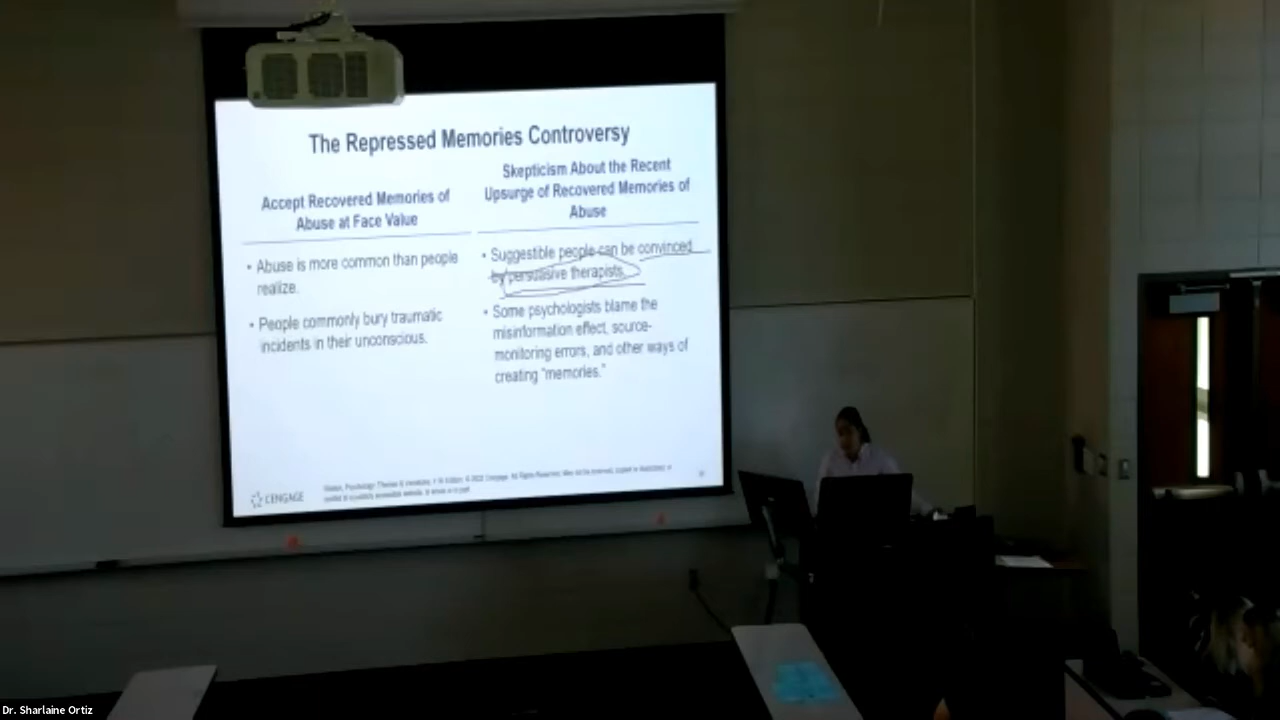 The Repressed Memories Controversy
Accept Recovered Memories of
Abuse at Face Value
• Abuse is more common than people
realize.
• People commonly bury traumatic
incidents in their unconscious.
Skepticism About the Recent
Upsurge of Recovered Memories of
Abuse
• Suggestible people can be convinced
by persuasive therapists.
• Some psychologists blame the
misinformation effect, source-
monitoring errors, and other ways of
creating "memories."
CENGAGE
Dr. Sharlaine Ortiz